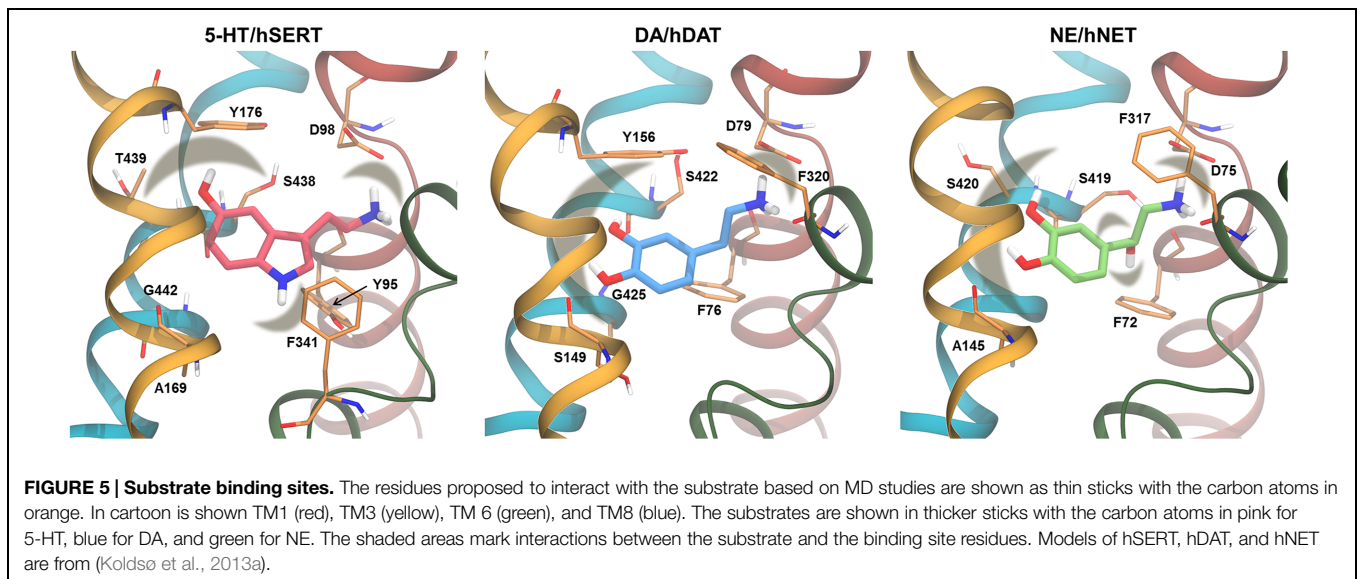 5-HT/hSERT
DA/hDAT
NE/hNET
Y176
D98
T439
S438
G442
Y95
F341
A169
Y156
D79
S422
F320
G425
F76
S149
F317
S420
S419
D75
F72
A145
FIGURE 5 | Substrate binding sites. The residues proposed to interact with the substrate based on MD studies are shown as thin sticks with the carbon atoms in
orange. In cartoon is shown TM1 (red), TM3 (yellow), TM 6 (green), and TM8 (blue). The substrates are shown in thicker sticks with the carbon atoms in pink for
5-HT, blue for DA, and green for NE. The shaded areas mark interactions between the substrate and the binding site residues. Models of hSERT, hDAT, and hNET
are from (Koldsø et al., 2013a).